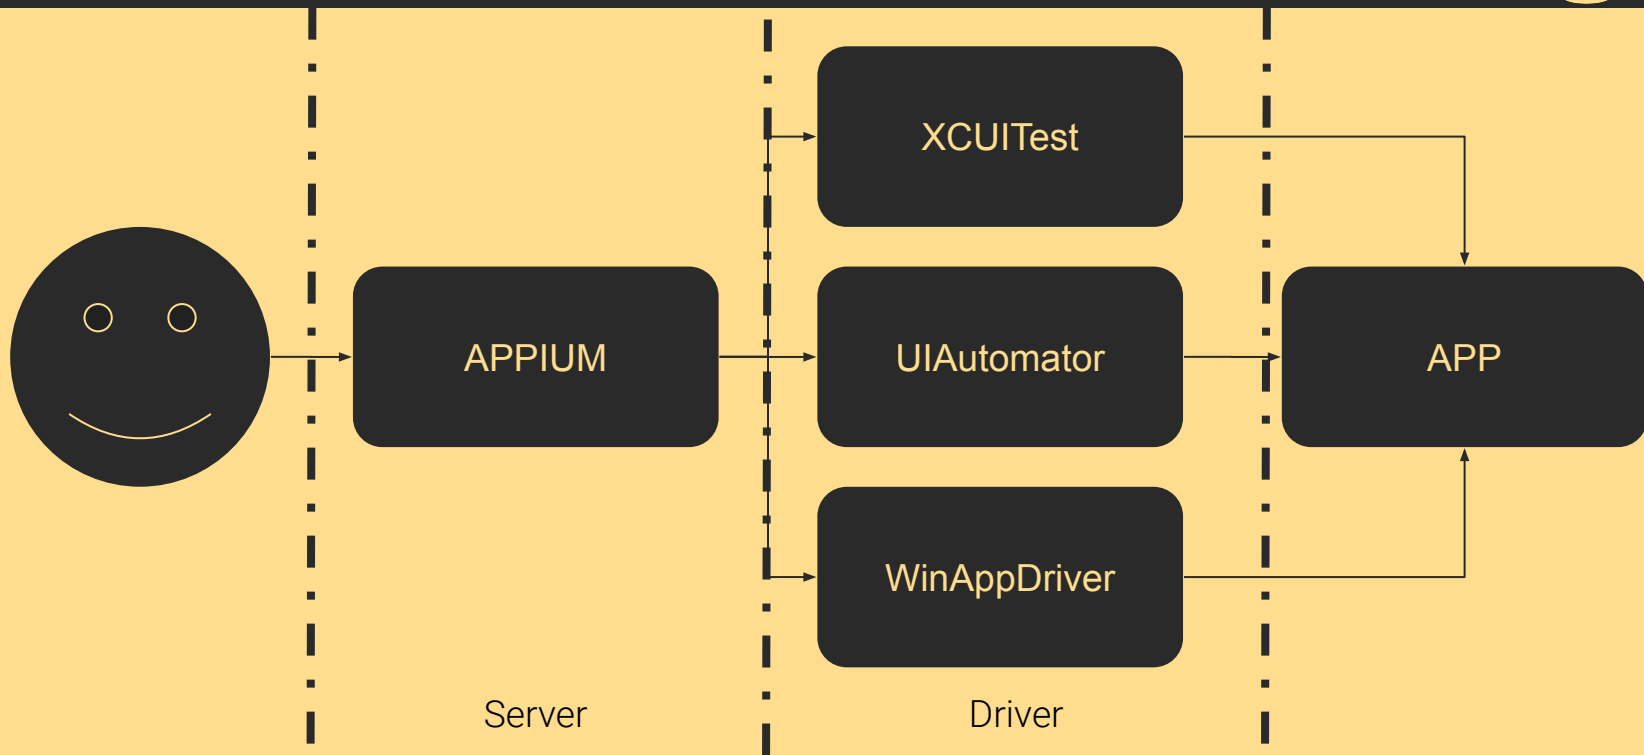 XCUITest
APPIUM
UIAutomator
APP
WinAppDriver
Server
Driver